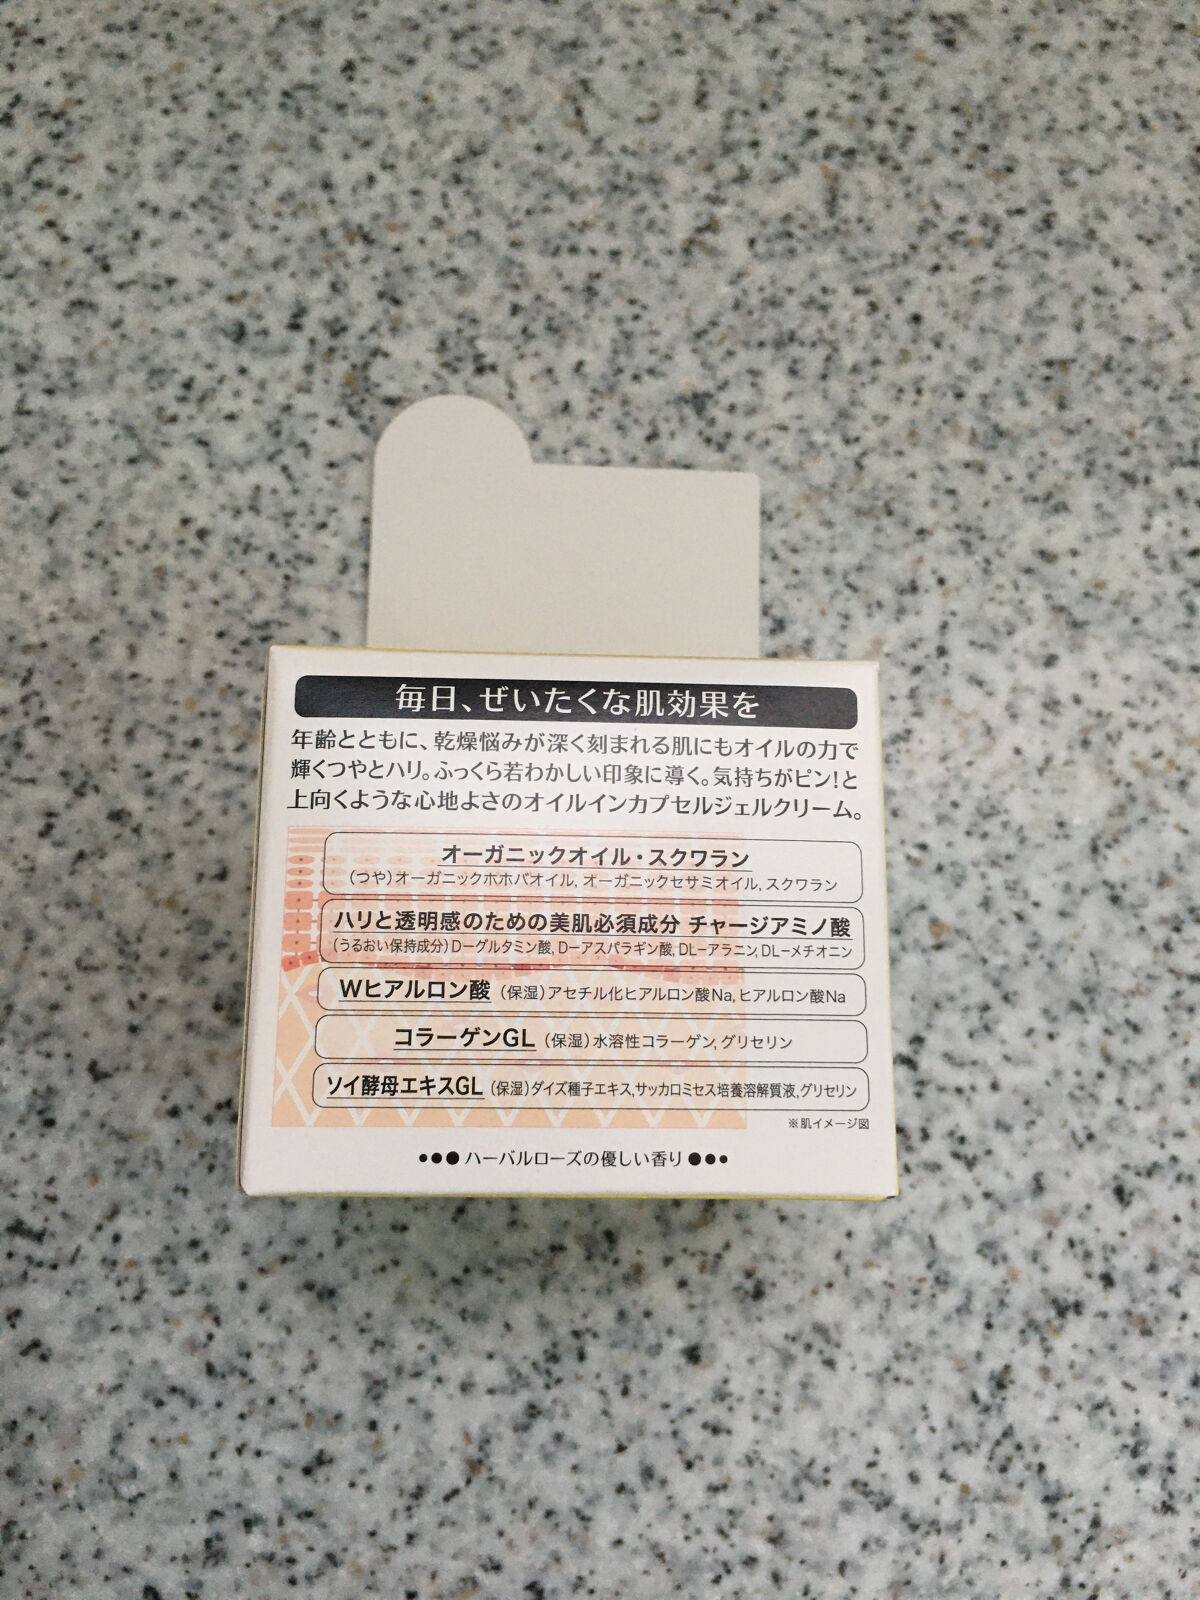 毎日、ぜいたくな肌効果を
年齢とともに、乾燥悩みが深く刻まれる肌にもオイルの力で
輝くつやとハリ。ふっくら若わかしい印象に導く。気持ちがピン!と
上向くような心地よさのオイルインカプセルジェルクリーム。
オーガニックオイル・スクワラン
(つや)オーガニックホホバオイル, オーガニックセサミオイル, スクワラン
ハリと透明感のための美肌必須成分 チャージアミノ酸
(うるおい保持成分)D−グルタミン酸, D−アスパラギン酸, DL−アラニン, DL−メチオニン
Wヒアルロン酸 (保湿)アセチル化ヒアルロン酸Na, ヒアルロン酸Na
コラーゲンGL (保湿)水溶性コラーゲン, グリセリン
ソイ酵母エキスGL (保湿)ダイズ種子エキス,サッカロミセス培養溶解質液,グリセリン
※肌イメージ図
●●●ハーバルローズの優しい香り●●●